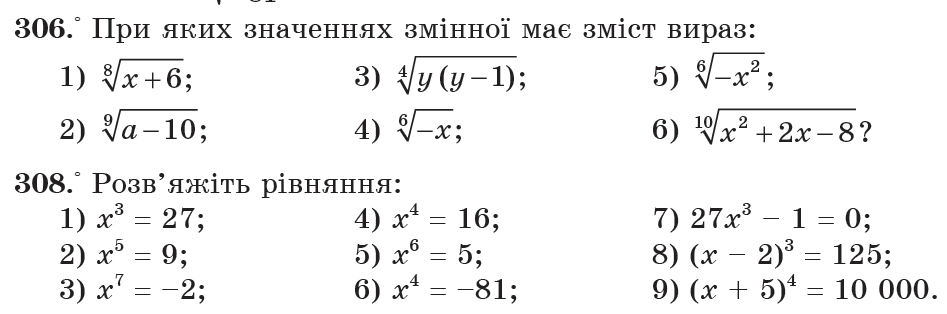 306.° При яких значеннях змінної має зміст вираз:
1) ⁸√(x + 6); 3) ⁴√(y (y − 1)); 5) ⁶√(−x²);
2) ⁹√(a − 10); 4) ⁶√(−x); 6) ¹⁰√(x² + 2x − 8)?
308.° Розв’яжіть рівняння:
1) x³ = 27; 4) x⁴ = 16; 7) 27x³ − 1 = 0;
2) x⁵ = 9; 5) x⁶ = 5; 8) (x − 2)³ = 125;
3) x⁷ = −2; 6) x⁴ = −81; 9) (x + 5)⁴ = 10 000.